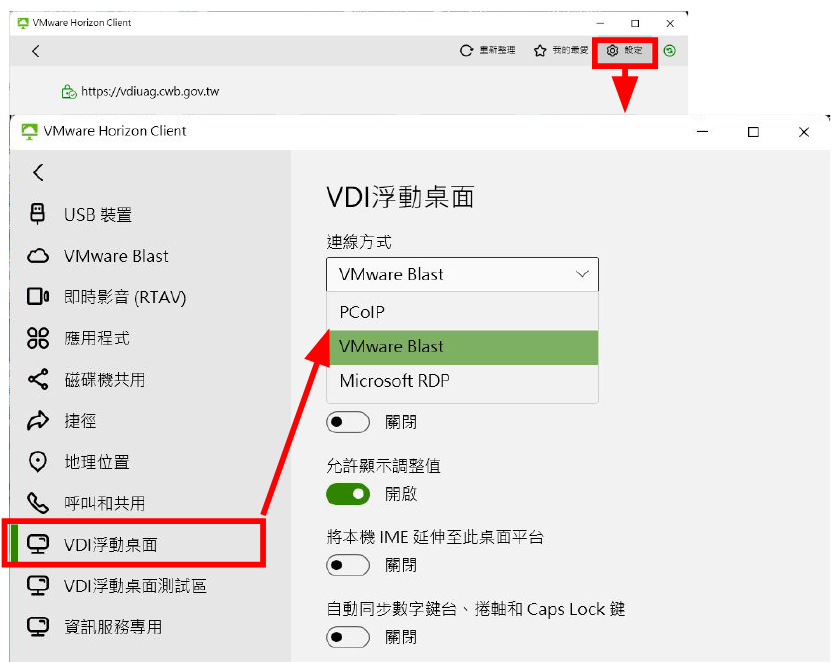 VMware Horizon Client
重新整理
我的最愛
設定
https://vdiuag.cwb.gov.tw
VMware Horizon Client
USB 裝置
VMware Blast
即時影音 (RTAV)
應用程式
磁碟機共用
捷徑
地理位置
呼叫和共用
VDI浮動桌面
VDI浮動桌面測試區
資訊服務專用
VDI浮動桌面
連線方式
VMware Blast
PCoIP
VMware Blast
Microsoft RDP
關閉
允許顯示調整值
開啟
將本機 IME 延伸至此桌面平台
關閉
自動同步數字鍵台、捲軸和 Caps Lock 鍵
關閉